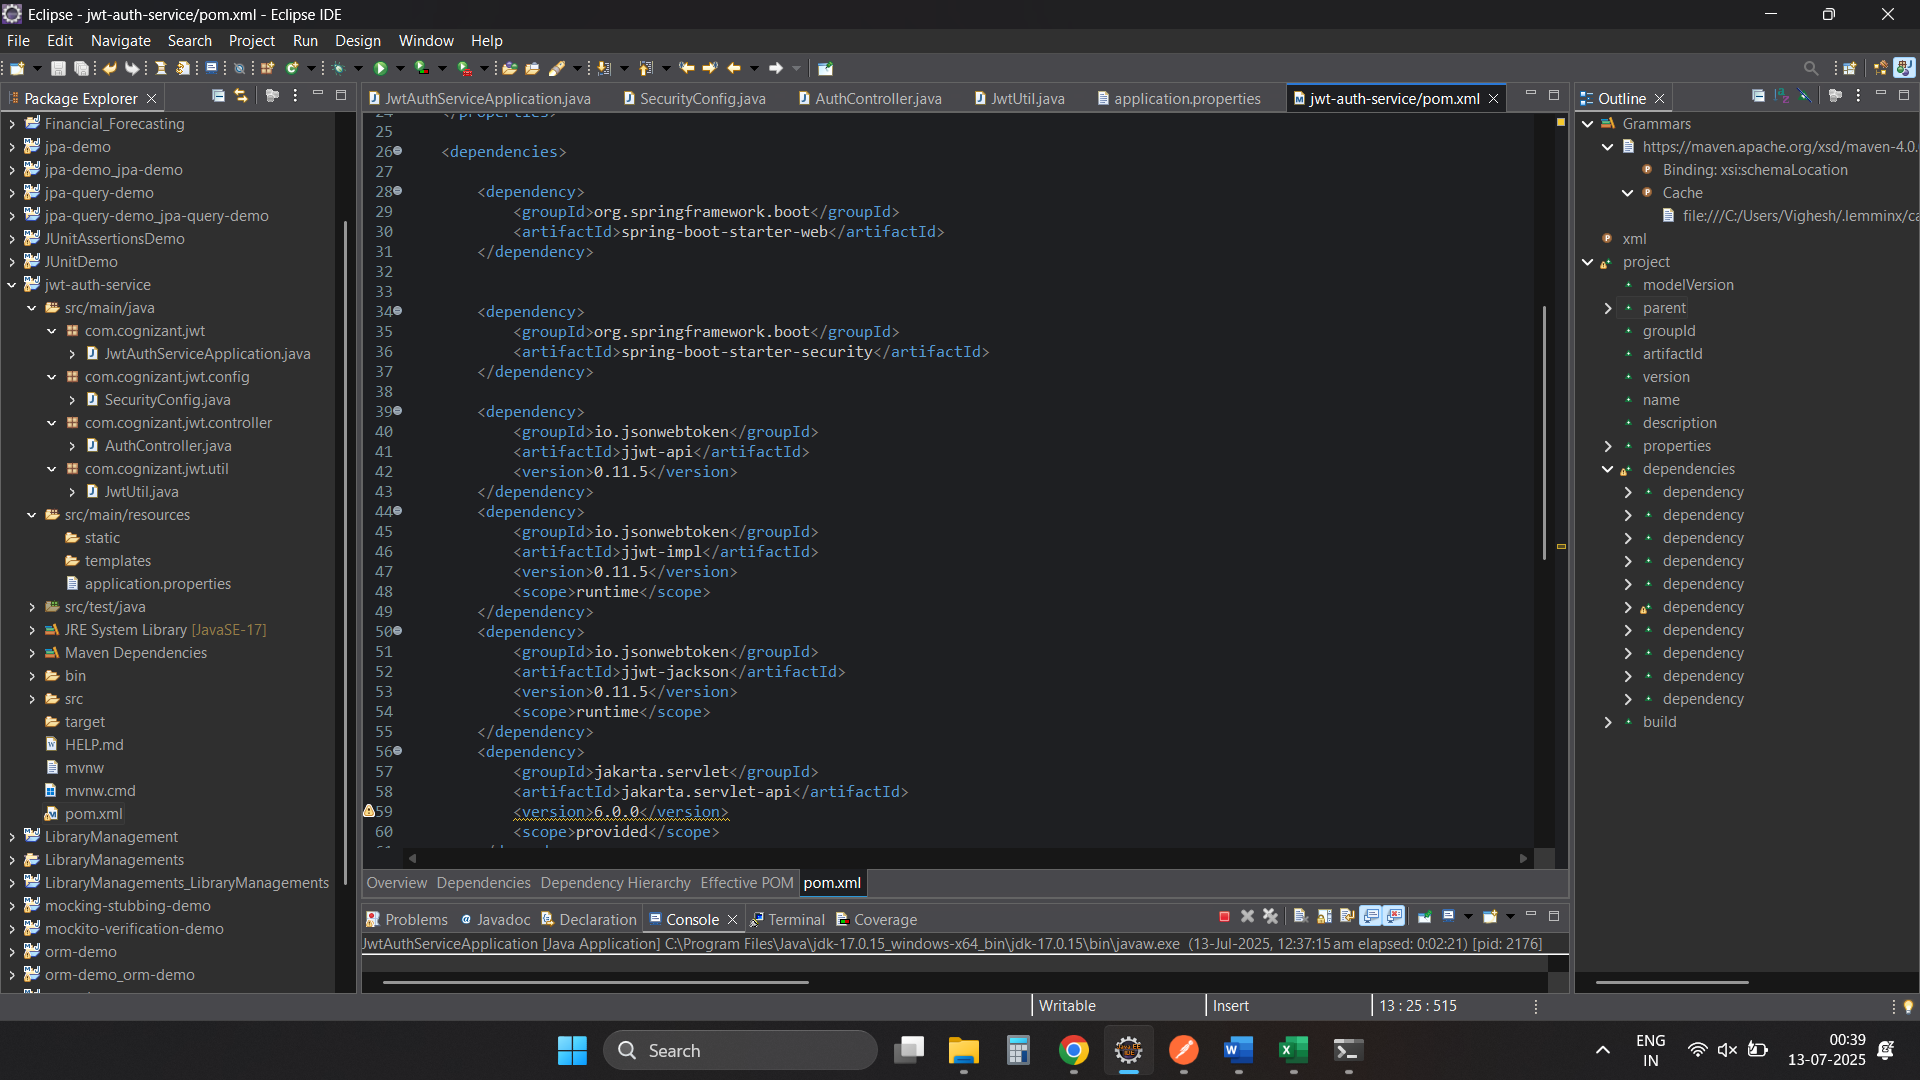 Eclipse - jwt-auth-service/pom.xml - Eclipse IDE
File Edit Navigate Search Project Run Design Window Help
Package Explorer
Financial_Forecasting
jpa-demo
jpa-demo_jpa-demo
jpa-query-demo
jpa-query-demo_jpa-query-demo
JUnitAssertionsDemo
JUnitDemo
jwt-auth-service
src/main/java
com.cognizant.jwt
JwtAuthServiceApplication.java
com.cognizant.jwt.config
SecurityConfig.java
com.cognizant.jwt.controller
AuthController.java
com.cognizant.jwt.util
JwtUtil.java
src/main/resources
static
templates
application.properties
src/test/java
JRE System Library [JavaSE-17]
Maven Dependencies
bin
src
target
HELP.md
mvnw
mvnw.cmd
pom.xml
LibraryManagement
LibraryManagements
LibraryManagements_LibraryManagements
mocking-stubbing-demo
mockito-verification-demo
orm-demo
orm-demo_orm-demo
JwtAuthServiceApplication.java SecurityConfig.java AuthController.java JwtUtil.java application.properties jwt-auth-service/pom.xml
24 </properties>
25
26 <dependencies>
27
28 <dependency>
29 <groupId>org.springframework.boot</groupId>
30 <artifactId>spring-boot-starter-web</artifactId>
31 </dependency>
32
33
34 <dependency>
35 <groupId>org.springframework.boot</groupId>
36 <artifactId>spring-boot-starter-security</artifactId>
37 </dependency>
38
39 <dependency>
40 <groupId>io.jsonwebtoken</groupId>
41 <artifactId>jjwt-api</artifactId>
42 <version>0.11.5</version>
43 </dependency>
44 <dependency>
45 <groupId>io.jsonwebtoken</groupId>
46 <artifactId>jjwt-impl</artifactId>
47 <version>0.11.5</version>
48 <scope>runtime</scope>
49 </dependency>
50 <dependency>
51 <groupId>io.jsonwebtoken</groupId>
52 <artifactId>jjwt-jackson</artifactId>
53 <version>0.11.5</version>
54 <scope>runtime</scope>
55 </dependency>
56 <dependency>
57 <groupId>jakarta.servlet</groupId>
58 <artifactId>jakarta.servlet-api</artifactId>
59 <version>6.0.0</version>
60 <scope>provided</scope>
Overview Dependencies Dependency Hierarchy Effective POM pom.xml
Problems Javadoc Declaration Console Terminal Coverage
JwtAuthServiceApplication [Java Application] C:\Program Files\Java\jdk-17.0.15_windows-x64_bin\jdk-17.0.15\bin\javaw.exe (13-Jul-2025, 12:37:15 am elapsed: 0:02:21) [pid: 2176]
Outline
Grammars
https://maven.apache.org/xsd/maven-4.0.
Binding: xsi:schemaLocation
Cache
file:///C:/Users/Vighesh/.lemminx/ca
xml
project
modelVersion
parent
groupId
artifactId
version
name
description
properties
dependencies
dependency
dependency
dependency
dependency
dependency
dependency
dependency
dependency
dependency
dependency
build
Writable Insert 13 : 25 : 515
Search
ENG
IN
00:39
13-07-2025